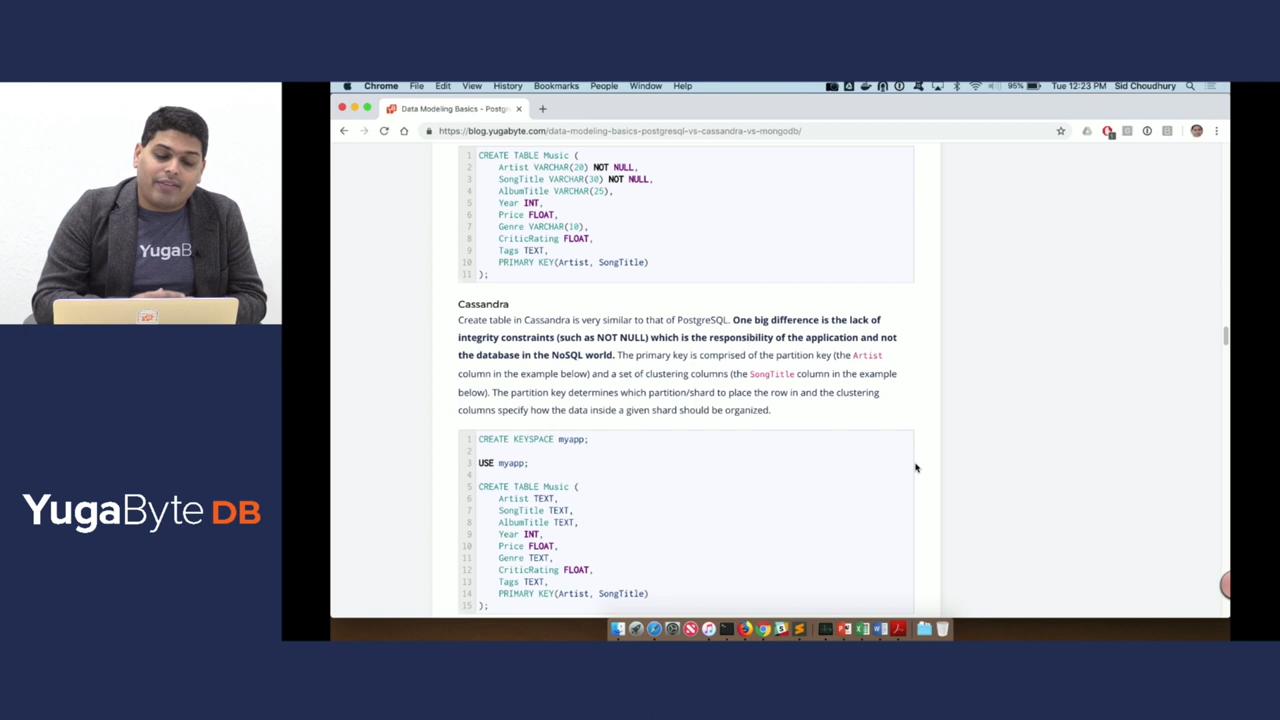 Chrome File Edit View History Bookmarks People Window Help 95% Tue 12:23 PM Sid Choudhury
Data Modeling Basics - Postgr
https://blog.yugabyte.com/data-modeling-basics-postgresql-vs-cassandra-vs-mongodb/
1 CREATE TABLE Music (
2 Artist VARCHAR(20) NOT NULL,
3 SongTitle VARCHAR(30) NOT NULL,
4 AlbumTitle VARCHAR(25),
5 Year INT,
6 Price FLOAT,
7 Genre VARCHAR(10),
8 CriticRating FLOAT,
9 Tags TEXT,
10 PRIMARY KEY(Artist, SongTitle)
11 );
Cassandra
Create table in Cassandra is very similar to that of PostgreSQL. One big difference is the lack of
integrity constraints (such as NOT NULL) which is the responsibility of the application and not
the database in the NoSQL world. The primary key is comprised of the partition key (the Artist
column in the example below) and a set of clustering columns (the SongTitle column in the example
below). The partition key determines which partition/shard to place the row in and the clustering
columns specify how the data inside a given shard should be organized.
1 CREATE KEYSPACE myapp;
2
3 USE myapp;
4
5 CREATE TABLE Music (
6 Artist TEXT,
7 SongTitle TEXT,
8 AlbumTitle TEXT,
9 Year INT,
10 Price FLOAT,
11 Genre TEXT,
12 CriticRating FLOAT,
13 Tags TEXT,
14 PRIMARY KEY(Artist, SongTitle)
15 );
YugaB
YugaByte DB